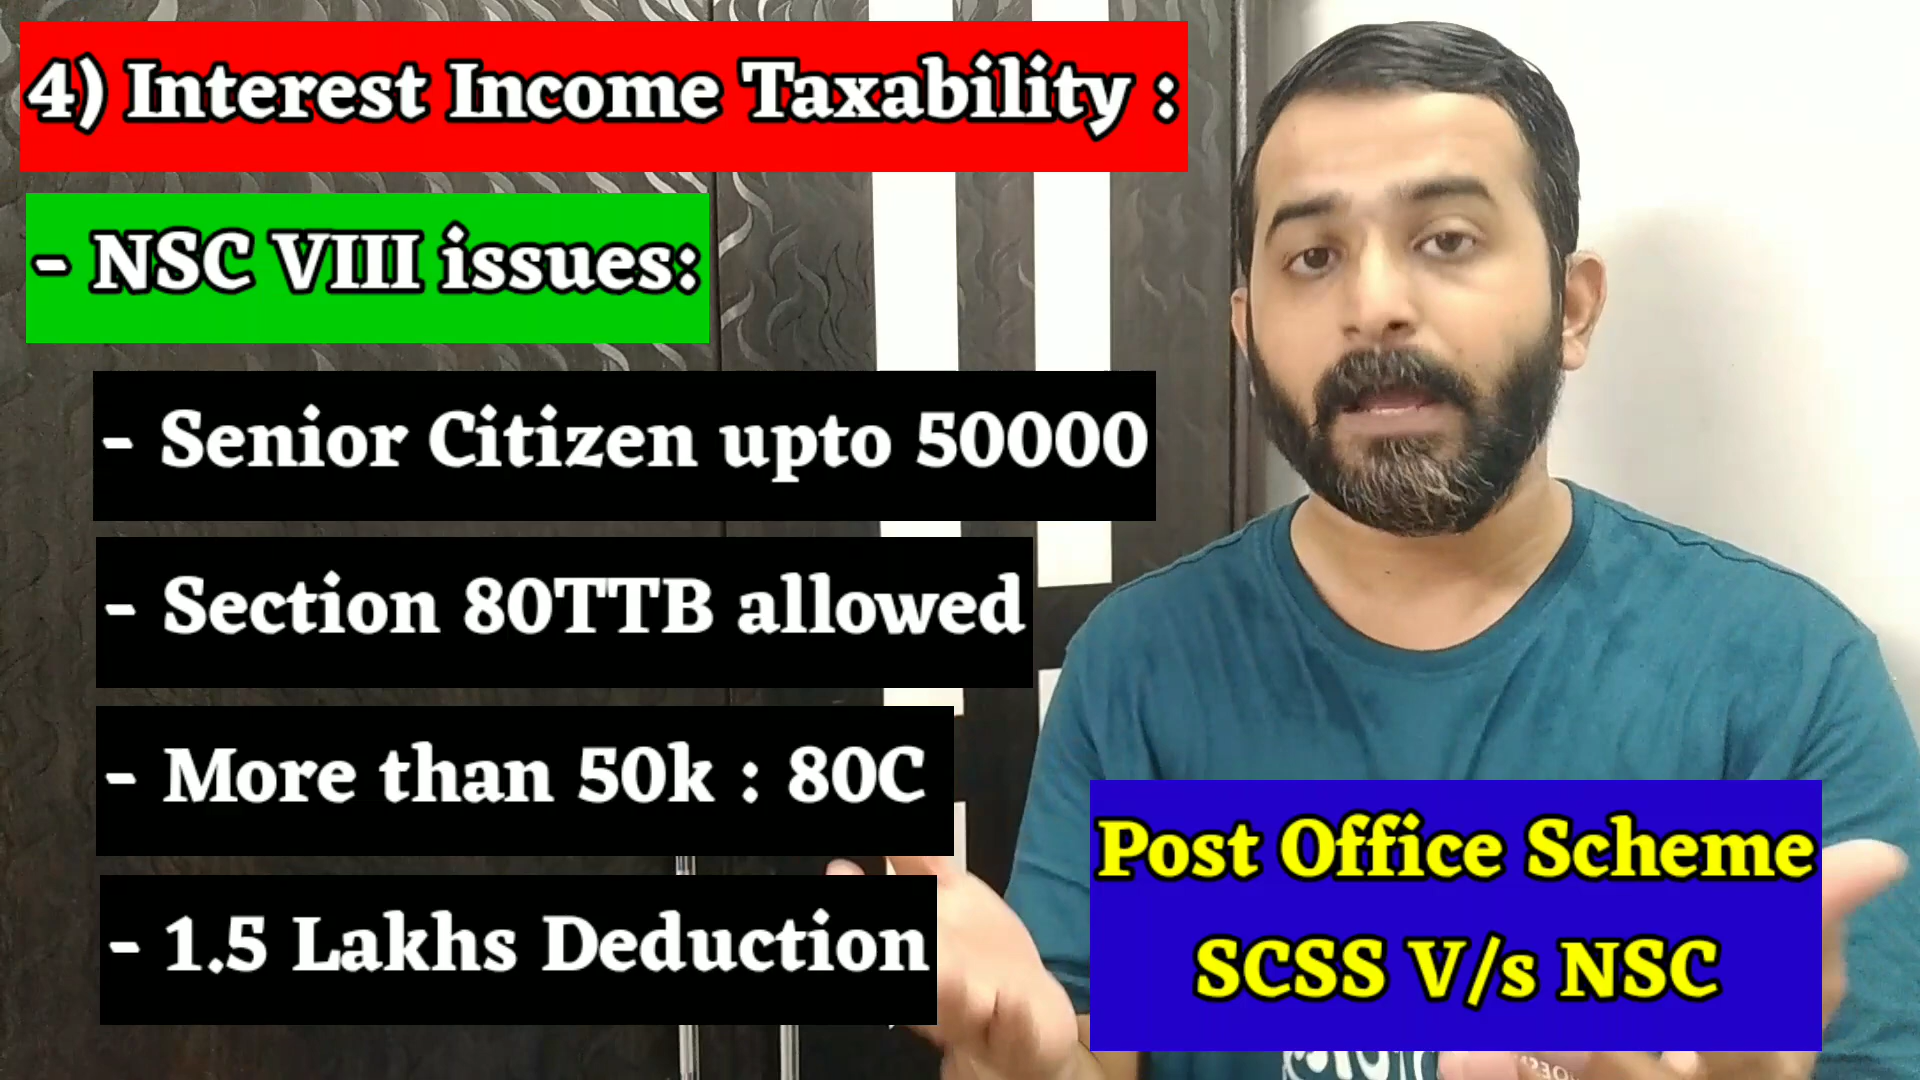 4) Interest Income Taxability :
- NSC VIII issues:
- Senior Citizen upto 50000
- Section 80TTB allowed
- More than 50k : 80C
- 1.5 Lakhs Deduction
Post Office Scheme
SCSS V/s NSC